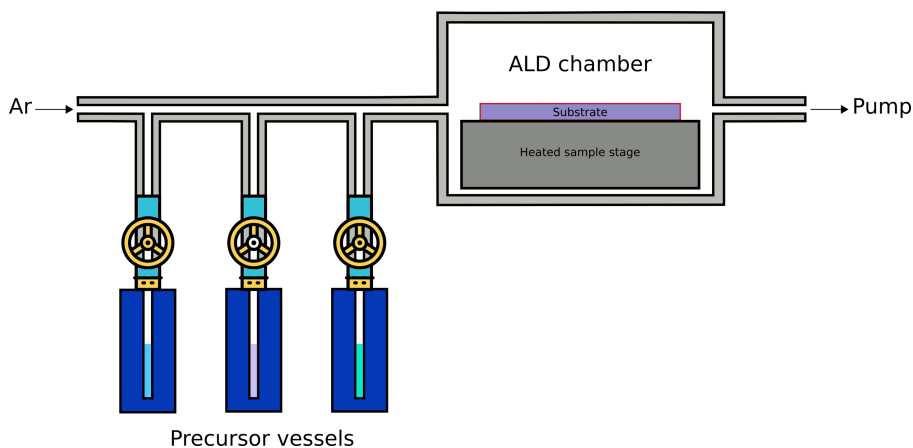 ALD chamber
Ar
Pump
Substrate
Heated sample stage
Precursor vessels